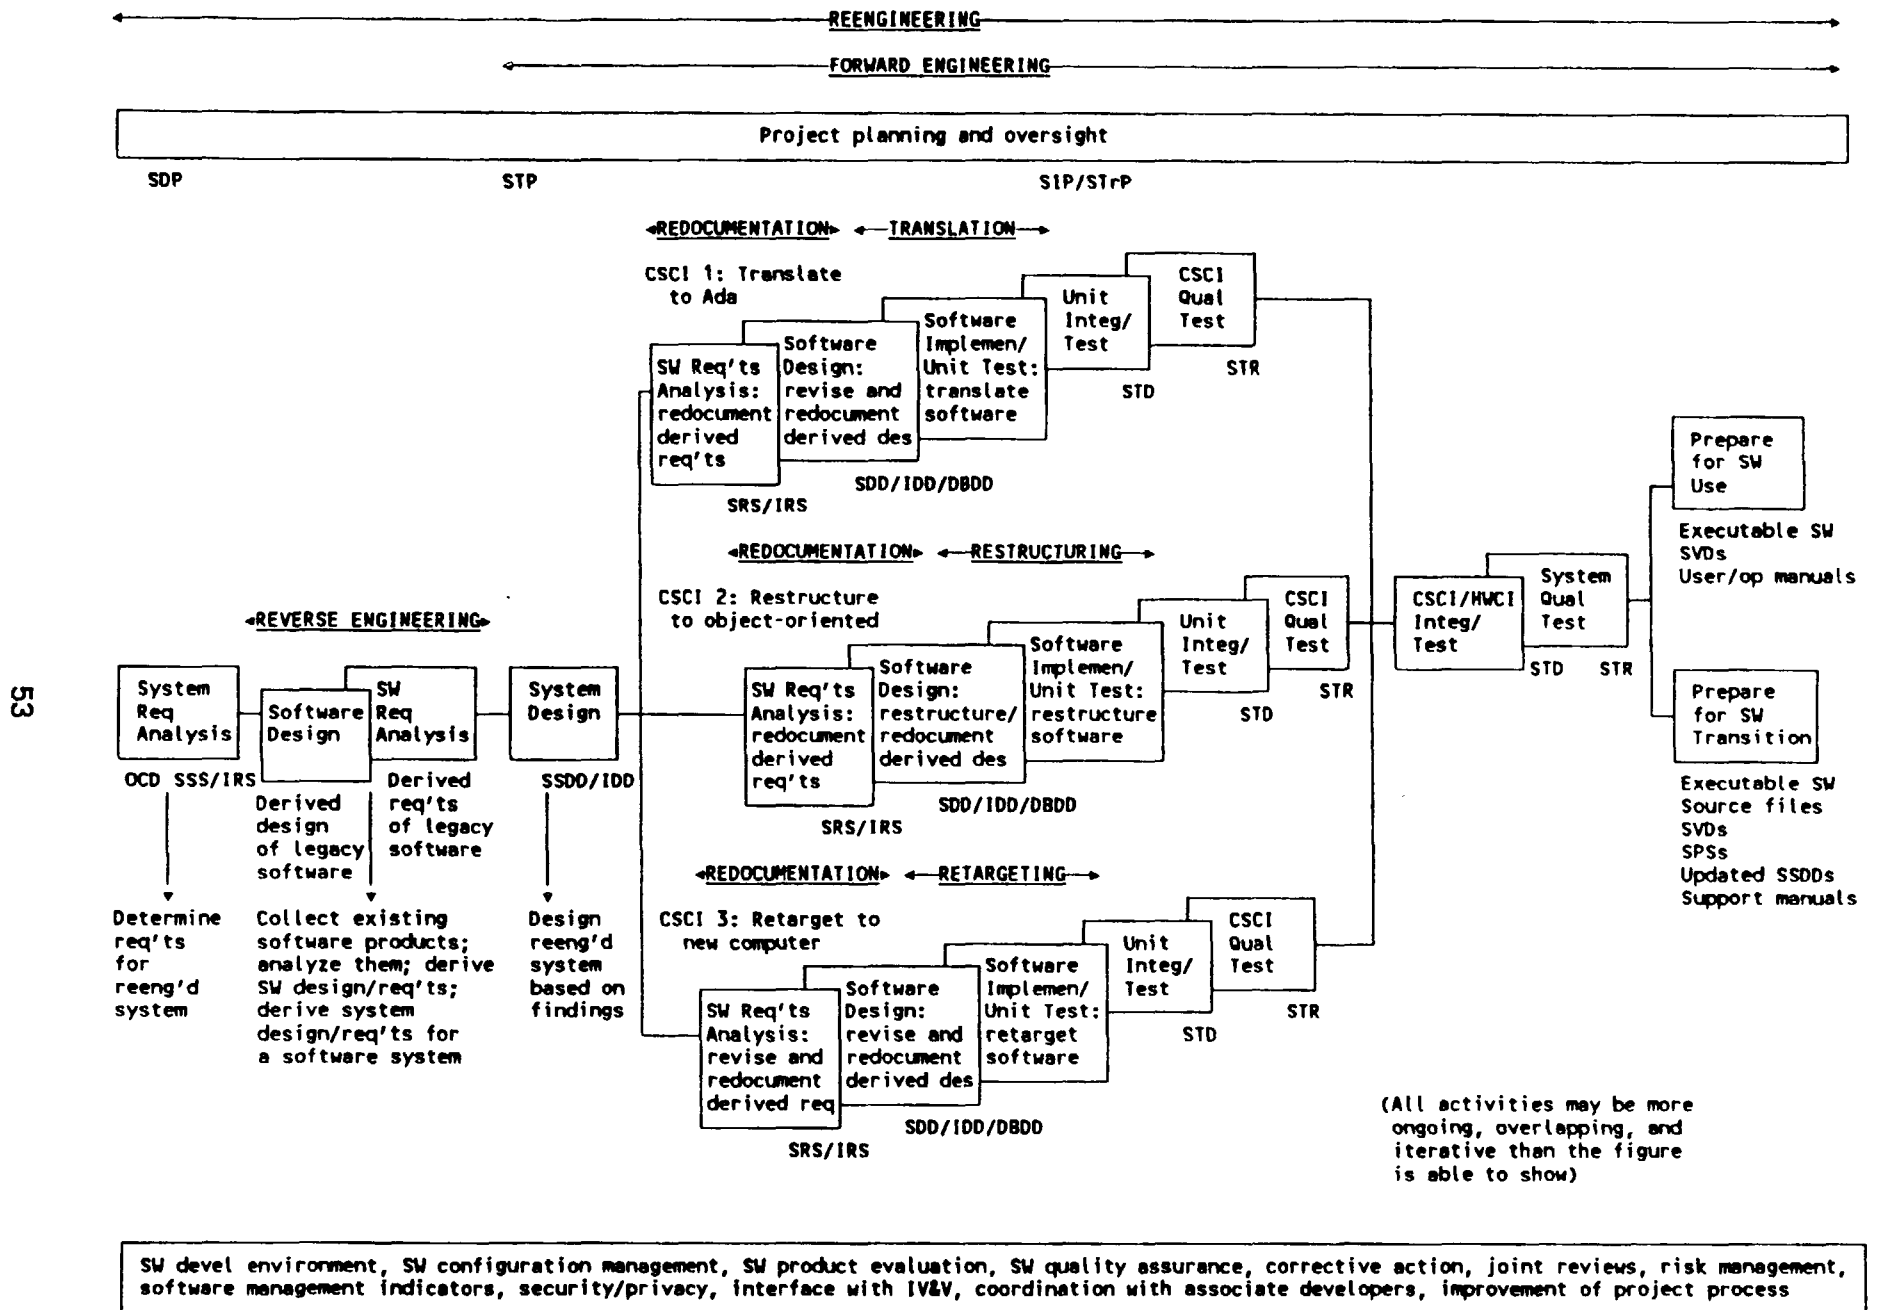 REENGINEERING
FORWARD ENGINEERING
Project planning and oversight
SDP
STP
SIP/STrP
REDOCUMENTATION
TRANSLATION
CSCI 1: Translate
to Ada
SW Req'ts
Analysis:
redocument
derived
req'ts
SRS/IRS
Software
Design:
revise and
redocument
derived des
SDD/IDD/DBDD
Software
Implemen/
Unit Test:
translate
software
Unit
Integ/
Test
STD
CSCI
Qual
Test
STR
REDOCUMENTATION
RESTRUCTURING
CSCI 2: Restructure
to object-oriented
SW Req'ts
Analysis:
redocument
derived
req'ts
SRS/IRS
Software
Design:
restructure/
redocument
derived des
SDD/IDD/DBDD
Software
Implemen/
Unit Test:
restructure
software
Unit
Integ/
Test
STD
CSCI
Qual
Test
STR
REVERSE ENGINEERING
System
Req
Analysis
OCD SSS/IRS
Software
Design
Derived
design
of legacy
software
SW
Req
Analysis
Derived
req'ts
of legacy
software
System
Design
SSDD/IDD
Determine
req'ts
for
reeng'd
system
Collect existing
software products;
analyze them; derive
SW design/req'ts;
derive system
design/req'ts for
a software system
Design
reeng'd
system
based on
findings
REDOCUMENTATION
RETARGETING
CSCI 3: Retarget to
new computer
SW Req'ts
Analysis:
revise and
redocument
derived req
SRS/IRS
Software
Design:
revise and
redocument
derived des
SDD/IDD/DBDD
Software
Implemen/
Unit Test:
retarget
software
Unit
Integ/
Test
STD
CSCI
Qual
Test
STR
CSCI/HWCI
Integ/
Test
STD
System
Qual
Test
STR
Prepare
for SW
Use
Executable SW
SVDs
User/op manuals
Prepare
for SW
Transition
Executable SW
Source files
SVDs
SPSs
Updated SSDDs
Support manuals
(All activities may be more
ongoing, overlapping, and
iterative than the figure
is able to show)
SW devel environment, SW configuration management, SW product evaluation, SW quality assurance, corrective action, joint reviews, risk management,
software management indicators, security/privacy, interface with IV&V, coordination with associate developers, improvement of project process
53